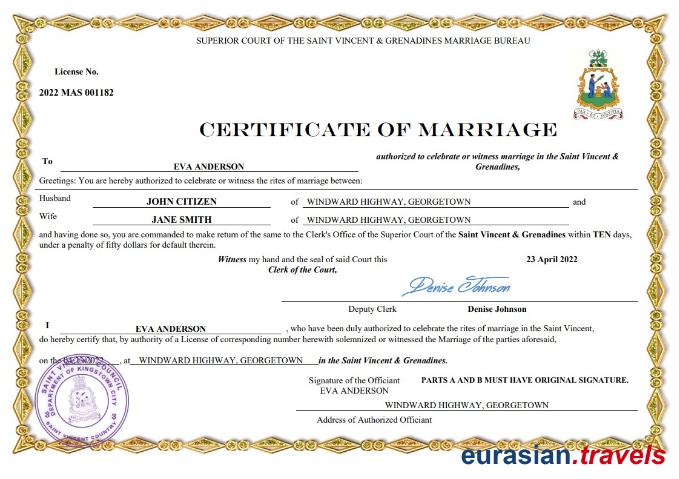 SUPERIOR COURT OF THE SAINT VINCENT & GRENADINES MARRIAGE BUREAU
License No.
2022 MAS 001182
CERTIFICATE OF MARRIAGE
To EVA ANDERSON authorized to celebrate or witness marriage in the Saint Vincent &
Grenadines,
Greetings: You are hereby authorized to celebrate or witness the rites of marriage between:
Husband JOHN CITIZEN of WINDWARD HIGHWAY, GEORGETOWN and
Wife JANE SMITH of WINDWARD HIGHWAY, GEORGETOWN
and having done so, you are commanded to make return of the same to the Clerk's Office of the Superior Court of the Saint Vincent & Grenadines within TEN days,
under a penalty of fifty dollars for default therein.
Witness my hand and the seal of said Court this 23 April 2022
Clerk of the Court,
Denise Johnson
Deputy Clerk Denise Johnson
I EVA ANDERSON , who have been duly authorized to celebrate the rites of marriage in the Saint Vincent,
do hereby certify that, by authority of a License of corresponding number herewith solemnized or witnessed the Marriage of the parties aforesaid,
on the , at WINDWARD HIGHWAY, GEORGETOWN in the Saint Vincent & Grenadines.
SAINT VINCENT COUNCIL
DEPARTMENT OF KINGSTOWN CITY
SAINT VINCENT COUNTRY
Signature of the Officiant PARTS A AND B MUST HAVE ORIGINAL SIGNATURE.
EVA ANDERSON
WINDWARD HIGHWAY, GEORGETOWN
Address of Authorized Officiant
eurasian.travels